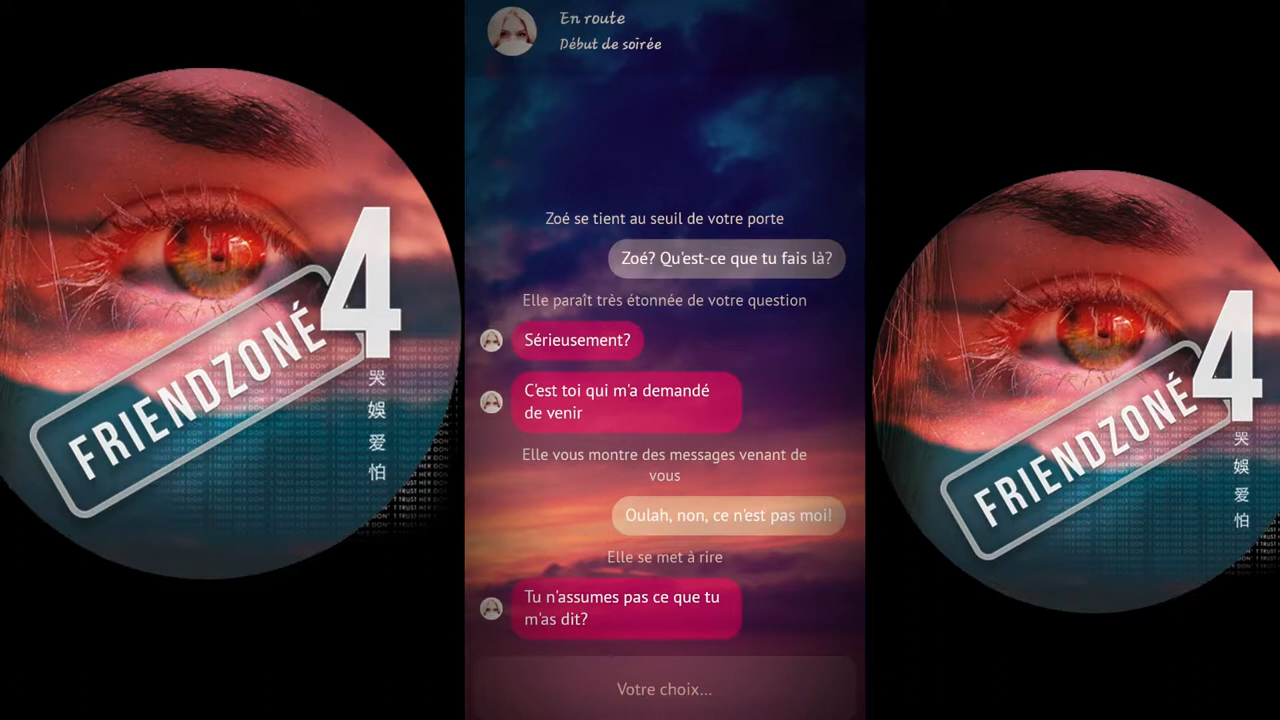 FRIENDZONÉ
4
哭
娛
爱
怕
En route
Début de soirée
Zoé se tient au seuil de votre porte
Zoé? Qu'est-ce que tu fais là?
Elle paraît très étonnée de votre question
Sérieusement?
C'est toi qui m'a demandé
de venir
Elle vous montre des messages venant de
vous
Oulah, non, ce n'est pas moi!
Elle se met à rire
Tu n'assumes pas ce que tu
m'as dit?
Votre choix...
FRIENDZONÉ
4
哭
娛
爱
怕